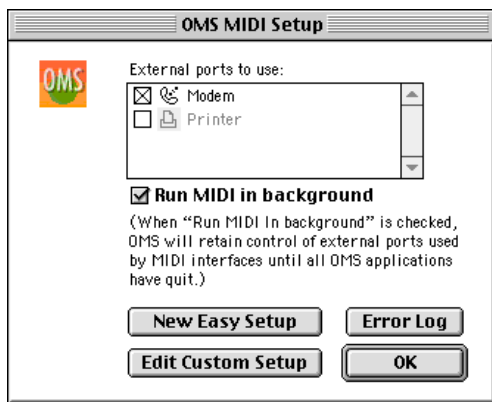 OMS MIDI Setup
OMS
External ports to use:
Modem
Printer
Run MIDI in background
(When “Run MIDI In background” is checked,
OMS will retain control of external ports used
by MIDI interfaces until all OMS applications
have quit.)
New Easy Setup
Error Log
Edit Custom Setup
OK